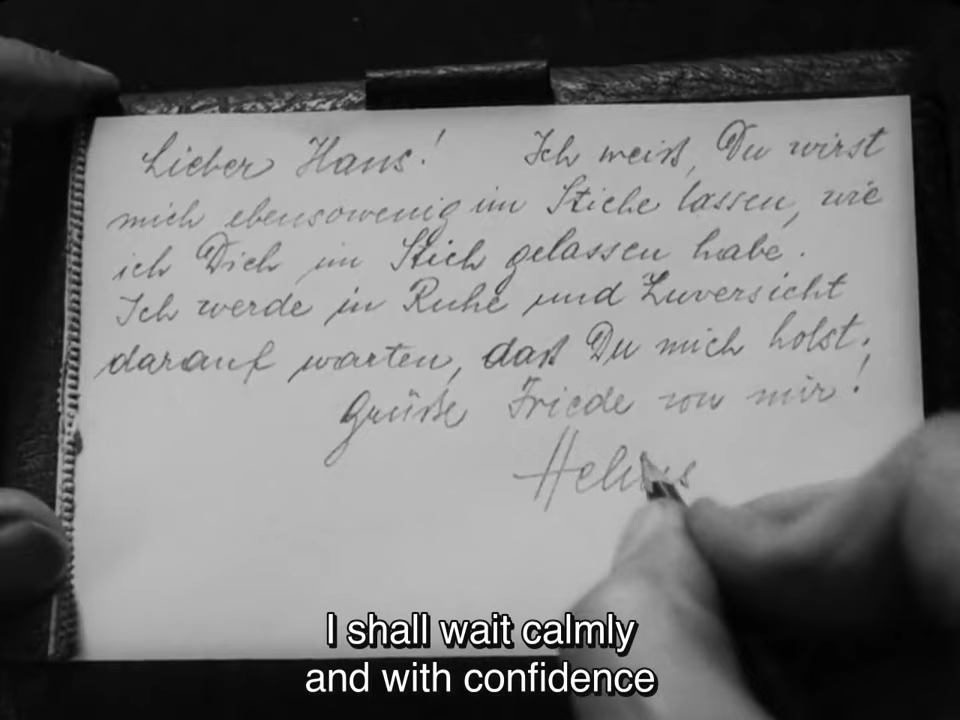 Lieber Hans! Ich weiß, Du wirst
mich ebensowenig im Stiche lassen, wie
ich Dich im Stich gelassen habe.
Ich werde in Ruhe und Zuversicht
darauf warten, daß Du mich holst.
Grüße Friede von mir!
I shall wait calmly
and with confidence